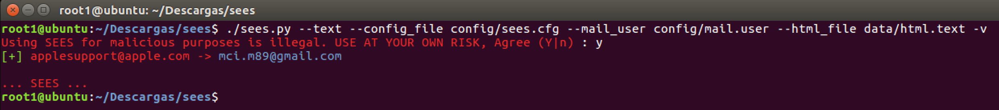 root1@ubuntu: ~/Descargas/sees
root1@ubuntu:~/Descargas/sees$ ./sees.py --text --config_file config/sees.cfg --mail_user config/mail.user --html_file data/html.text -v
Using SEES for malicious purposes is illegal. USE AT YOUR OWN RISK, Agree (Y|n) : y
[+] applesupport@apple.com -> mci.m89@gmail.com
... SEES ...
root1@ubuntu:~/Descargas/sees$